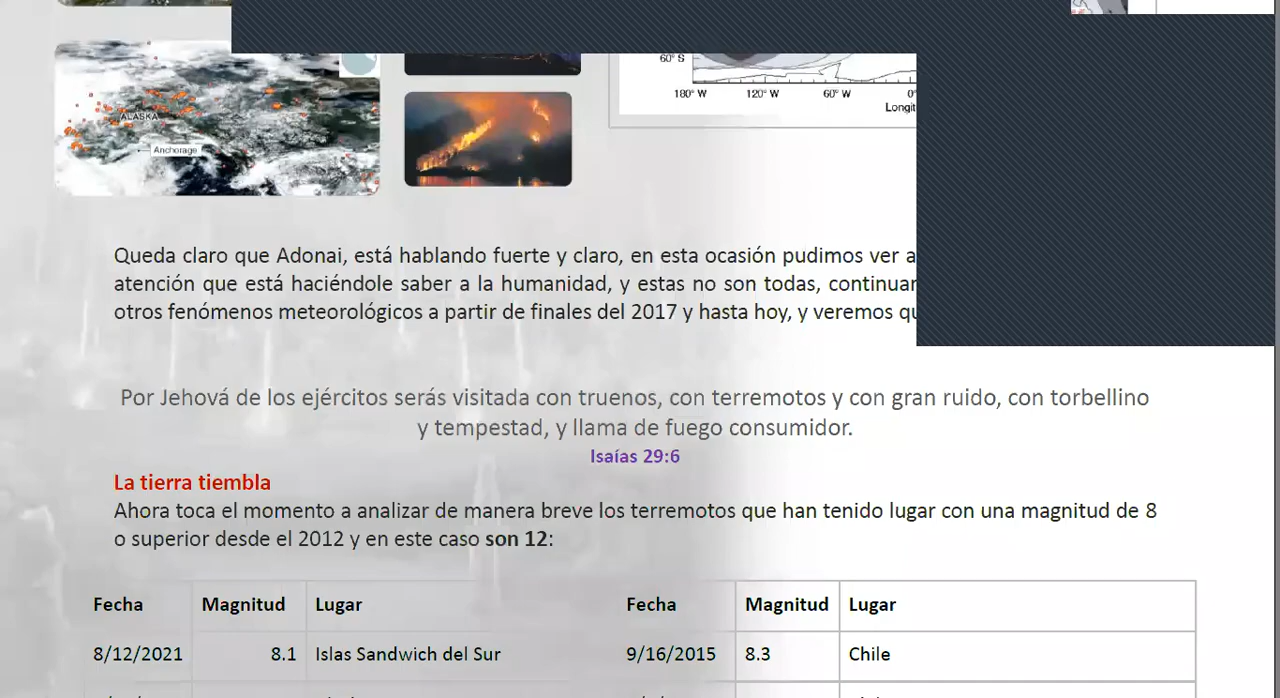 ALASKA
Anchorage
60° S
180° W 120° W 60° W 0°
Longit
Queda claro que Adonai, está hablando fuerte y claro, en esta ocasión pudimos ver a
atención que está haciéndole saber a la humanidad, y estas no son todas, continuar
otros fenómenos meteorológicos a partir de finales del 2017 y hasta hoy, y veremos qu
Por Jehová de los ejércitos serás visitada con truenos, con terremotos y con gran ruido, con torbellino
y tempestad, y llama de fuego consumidor.
Isaías 29:6
La tierra tiembla
Ahora toca el momento a analizar de manera breve los terremotos que han tenido lugar con una magnitud de 8
o superior desde el 2012 y en este caso son 12:
Fecha Magnitud Lugar Fecha Magnitud Lugar
8/12/2021 8.1 Islas Sandwich del Sur 9/16/2015 8.3 Chile